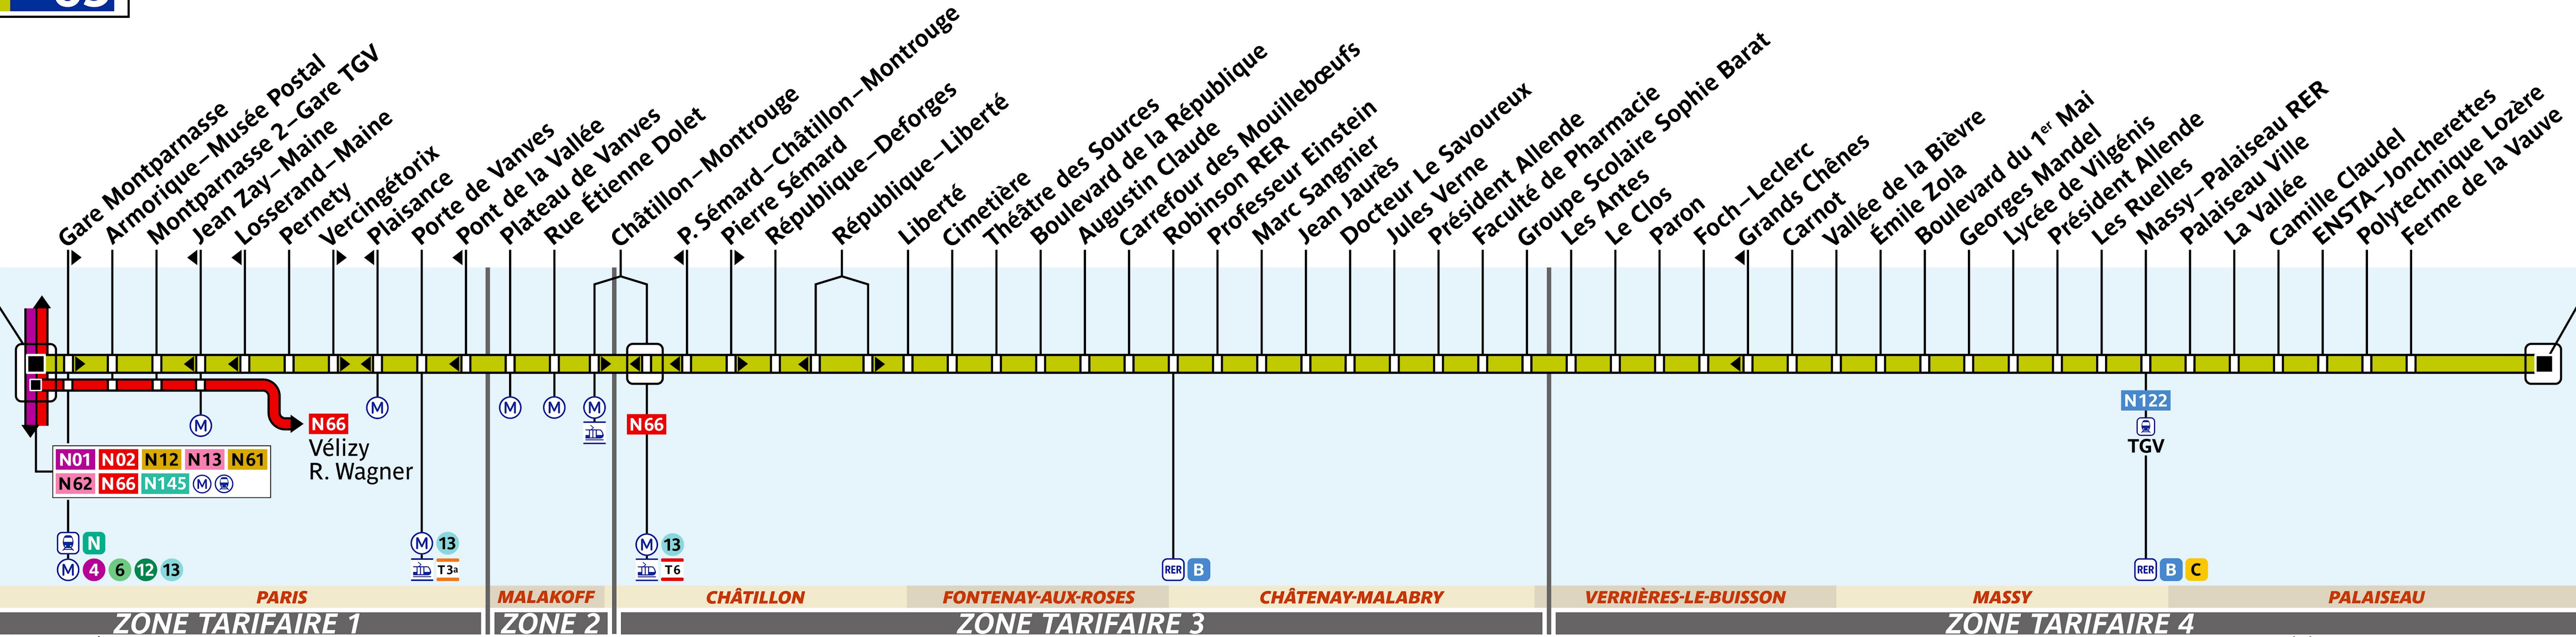 Gare Montparnasse
Armorique – Musée Postal
Montparnasse 2 – Gare TGV
Jean Zay – Maine
Losserand – Maine
Pernety
Vercingétorix
Plaisance
Porte de Vanves
Pont de la Vallée
Plateau de Vanves
Rue Étienne Dolet
Châtillon – Montrouge
P. Sémard – Châtillon – Montrouge
Pierre Sémard
République – Deforges
République – Liberté
Liberté
Cimetière
Théâtre des Sources
Boulevard de la République
Augustin Claude
Carrefour des Mouillebœufs
Robinson RER
Professeur Einstein
Marc Sangnier
Jean Jaurès
Docteur Le Savoureux
Jules Verne
Président Allende
Faculté de Pharmacie
Groupe Scolaire Sophie Barat
Les Antes
Le Clos
Paron
Foch – Leclerc
Grands Chênes
Carnot
Vallée de la Bièvre
Émile Zola
Boulevard du 1er Mai
Georges Mandel
Lycée de Vilgénis
Président Allende
Les Ruelles
Massy – Palaiseau RER
Palaiseau Ville
La Vallée
Camille Claudel
ENSTA – Joncherettes
Polytechnique Lozère
Ferme de la Vauve
M
M
M
M
M
N66
Vélizy
R. Wagner
N66
N122
TGV
N01 N02 N12 N13 N61
N62 N66 N145 M
N
M 4 6 12 13
M 13
T3a
M 13
T6
RER B
RER B C
PARIS
MALAKOFF
CHÂTILLON
FONTENAY-AUX-ROSES
CHÂTENAY-MALABRY
VERRIÈRES-LE-BUISSON
MASSY
PALAISEAU
ZONE TARIFAIRE 1
ZONE 2
ZONE TARIFAIRE 3
ZONE TARIFAIRE 4